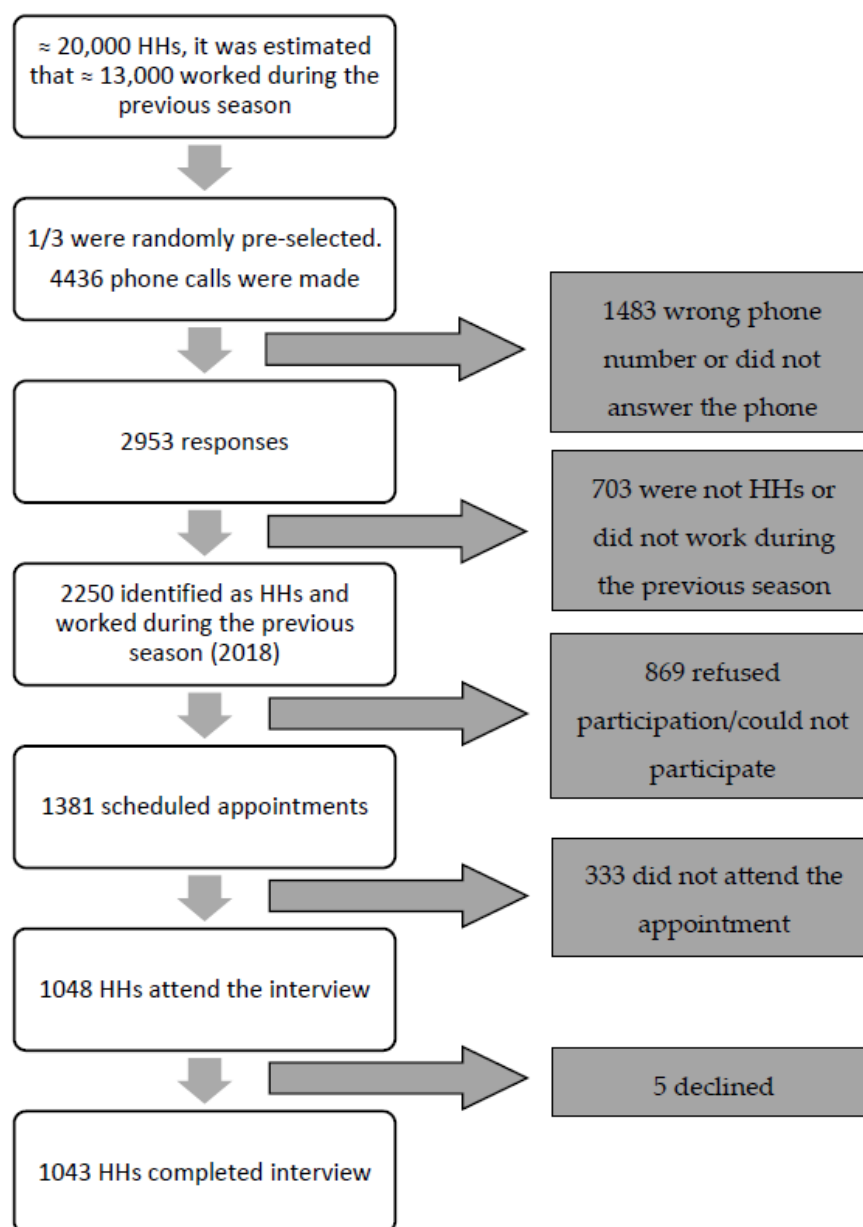 ≈ 20,000 HHs, it was estimated
that ≈ 13,000 worked during the
previous season
1/3 were randomly pre-selected.
4436 phone calls were made
1483 wrong phone
number or did not
answer the phone
2953 responses
703 were not HHs or
did not work during
the previous season
2250 identified as HHs and
worked during the previous
season (2018)
869 refused
participation/could not
participate
1381 scheduled appointments
333 did not attend the
appointment
1048 HHs attend the interview
5 declined
1043 HHs completed interview